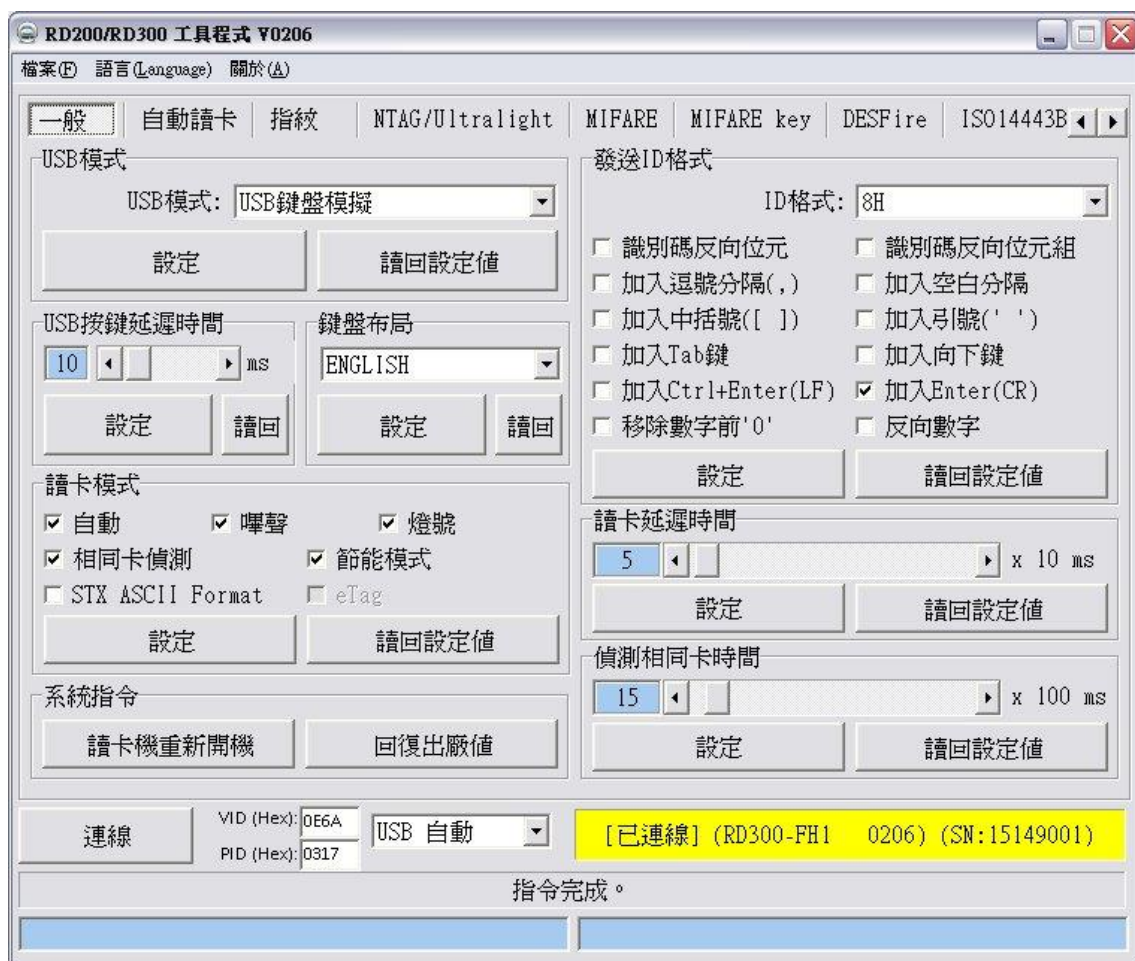 RD200/RD300 工具程式 V0206
檔案(F) 語言(Language) 關於(A)
一般 自動讀卡 指紋 NTAG/Ultralight MIFARE MIFARE key DESFire ISO14443B
USB模式
USB模式: USB鍵盤模擬
設定 讀回設定值
USB按鍵延遲時間
10 ms
設定 讀回
鍵盤布局
ENGLISH
設定 讀回
讀卡模式
自動 嗶聲 燈號
相同卡偵測 節能模式
STX ASCII Format eTag
設定 讀回設定值
系統指令
讀卡機重新開機 回復出廠值
發送ID格式
ID格式: 8H
識別碼反向位元 識別碼反向位元組
加入逗號分隔(,) 加入空白分隔
加入中括號([ ]) 加入引號(' ')
加入Tab鍵 加入向下鍵
加入Ctrl+Enter(LF) 加入Enter(CR)
移除數字前'0' 反向數字
設定 讀回設定值
讀卡延遲時間
5 x 10 ms
設定 讀回設定值
偵測相同卡時間
15 x 100 ms
設定 讀回設定值
連線 VID (Hex): 0E6A USB 自動 [已連線] (RD300-FH1 0206) (SN:15149001)
PID (Hex): 0317
指令完成。